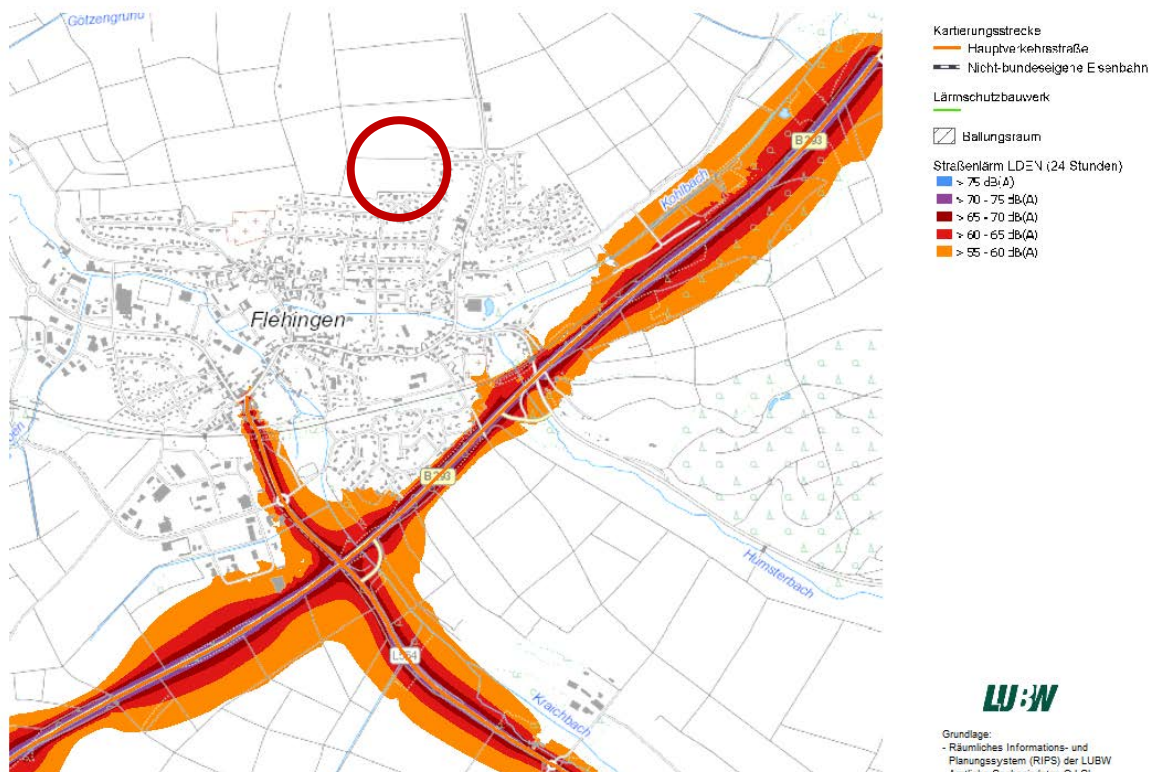 Götzengrund
Kohlbach
B 293
Flehingen
B 293
Humsterbach
L554
Kraichbach
Kartierungsstrecke
Hauptverkehrsstraße
Nicht-bundeseigene Eisenbahn
Lärmschutzbauwerk
Ballungsraum
Straßenlärm LDEN (24 Stunden)
> 75 dB(A)
> 70 - 75 dB(A)
> 65 - 70 dB(A)
> 60 - 65 dB(A)
> 55 - 60 dB(A)
LUBW
Grundlage:
- Räumliches Informations- und
Planungssystem (RIPS) der LUBW